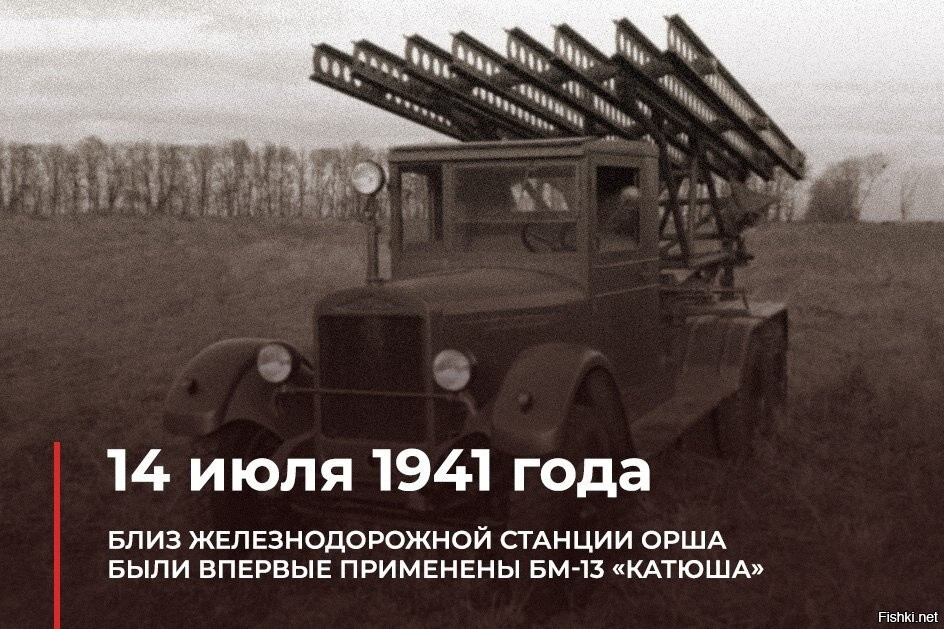 14 июля 1941 года
БЛИЗ ЖЕЛЕЗНОДОРОЖНОЙ СТАНЦИИ ОРША
БЫЛИ ВПЕРВЫЕ ПРИМЕНЕНЫ БМ-13 «КАТЮША»
Fishki.net